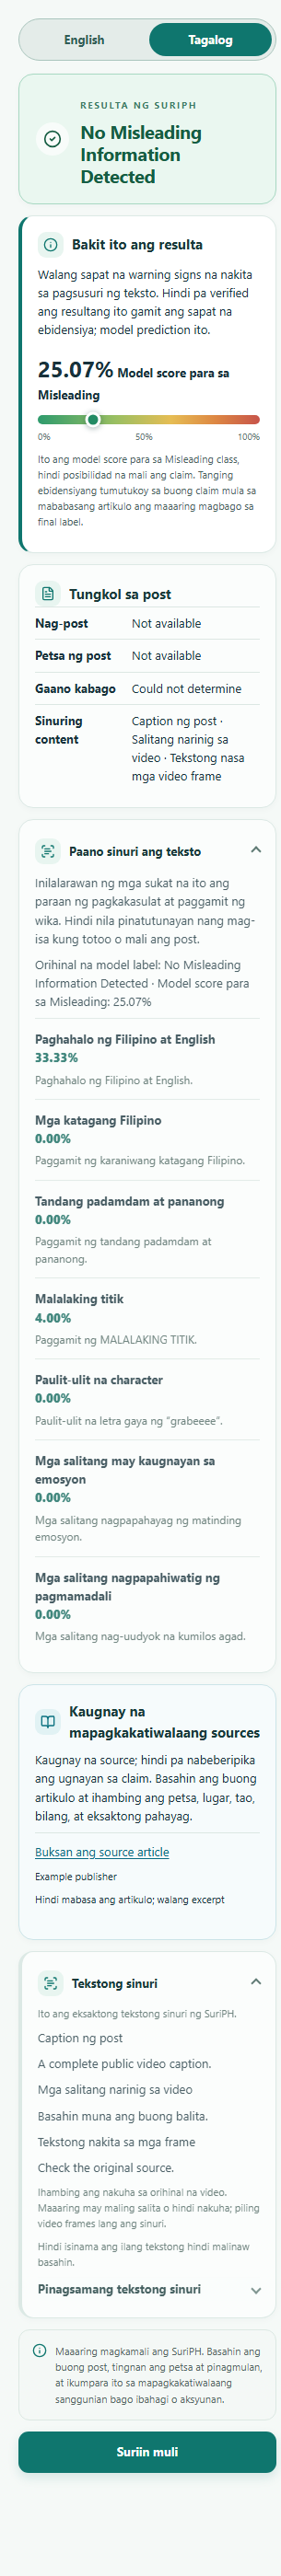 English
Tagalog
RESULTA NG SURIPH
No Misleading
Information
Detected
Bakit ito ang resulta
Walang sapat na warning signs na nakita
sa pagsusuri ng teksto. Hindi pa verified
ang resultang ito gamit ang sapat na
ebidensiya; model prediction ito.
25.07% Model score para sa
Misleading
0%
50%
100%
Ito ang model score para sa Misleading class,
hindi posibilidad na mali ang claim. Tanging
ebidensiyang tumutukoy sa buong claim mula sa
mababasang artikulo ang maaaring magbago sa
final label.
Tungkol sa post
Nag-post Not available
Petsa ng post Not available
Gaano kabago Could not determine
Sinuring
content
Caption ng post ·
Salitang narinig sa
video · Tekstong nasa
mga video frame
Paano sinuri ang teksto
Inilalarawan ng mga sukat na ito ang
paraan ng pagkakasulat at paggamit ng
wika. Hindi nila pinatutunayan nang mag-
isa kung totoo o mali ang post.
Orihinal na model label: No Misleading
Information Detected · Model score para
sa Misleading: 25.07%
Paghahalo ng Filipino at English
33.33%
Paghahalo ng Filipino at English.
Mga katagang Filipino
0.00%
Paggamit ng karaniwang katagang Filipino.
Tandang padamdam at pananong
0.00%
Paggamit ng tandang padamdam at
pananong.
Malalaking titik
4.00%
Paggamit ng MALALAKING TITIK.
Paulit-ulit na character
0.00%
Paulit-ulit na letra gaya ng “grabeeee”.
Mga salitang may kaugnayan sa
emosyon
0.00%
Mga salitang nagpapahayag ng matinding
emosyon.
Mga salitang nagpapahiwatig ng
pagmamadali
0.00%
Mga salitang nag-uudyok na kumilos agad.
Kaugnay na
mapagkakatiwalaang sources
Kaugnay na source; hindi pa nabeberipika
ang ugnayan sa claim. Basahin ang buong
artikulo at ihambing ang petsa, lugar, tao,
bilang, at eksaktong pahayag.
Buksan ang source article
Example publisher
Hindi mabasa ang artikulo; walang excerpt
Tekstong sinuri
Ito ang eksaktong tekstong sinuri ng SuriPH.
Caption ng post
A complete public video caption.
Mga salitang narinig sa video
Basahin muna ang buong balita.
Tekstong nakita sa mga frame
Check the original source.
Ihambing ang nakuha sa orihinal na video.
Maaaring may maling salita o hindi nakuha; piling
video frames lang ang sinuri.
Hindi isinama ang ilang tekstong hindi malinaw
basahin.
Pinagsamang tekstong sinuri
Maaaring magkamali ang SuriPH. Basahin ang
buong post, tingnan ang petsa at pinagmulan,
at ikumpara ito sa mapagkakatiwalaang
sanggunian bago ibahagi o aksyunan.
Suriin muli